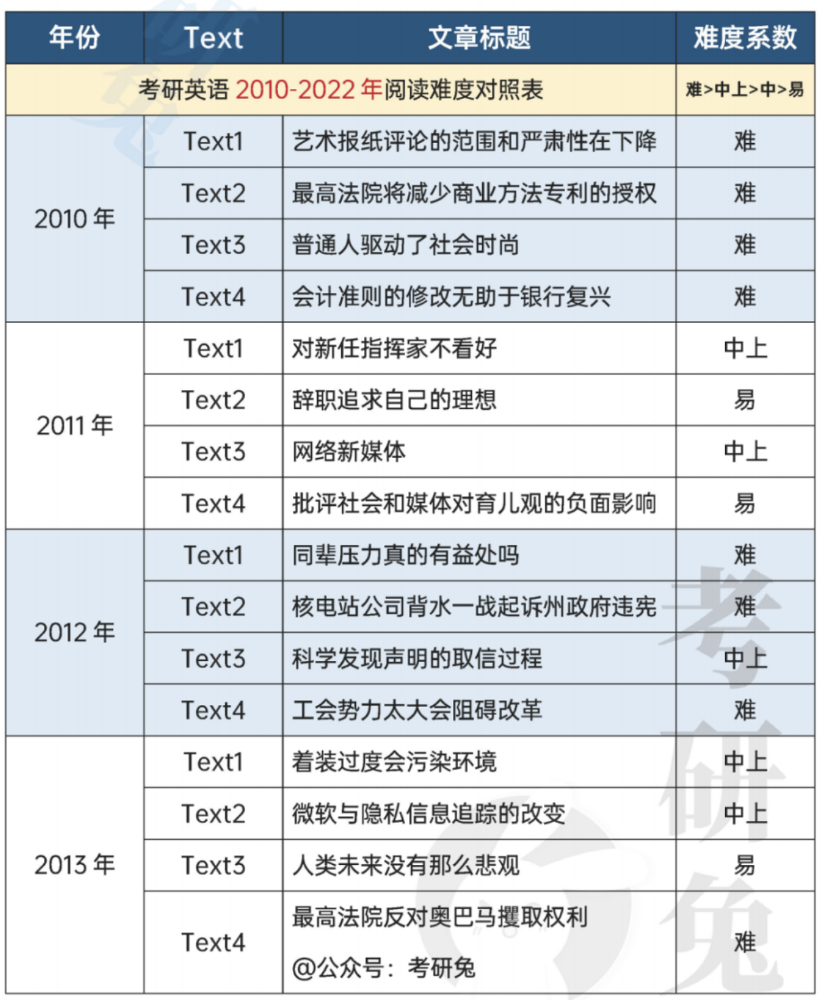 年份 Text 文章标题 难度系数
考研英语 2010-2022 年阅读难度对照表 难>中上>中>易
2010 年
Text1 艺术报纸评论的范围和严肃性在下降 难
Text2 最高法院将减少商业方法专利的授权 难
Text3 普通人驱动了社会时尚 难
Text4 会计准则的修改无助于银行复兴 难
2011 年
Text1 对新任指挥家不看好 中上
Text2 辞职追求自己的理想 易
Text3 网络新媒体 中上
Text4 批评社会和媒体对育儿观的负面影响 易
2012 年
Text1 同辈压力真的有益处吗 难
Text2 核电站公司背水一战起诉州政府违宪 难
Text3 科学发现声明的取信过程 中上
Text4 工会势力太大会阻碍改革 难
2013 年
Text1 着装过度会污染环境 中上
Text2 微软与隐私信息追踪的改变 中上
Text3 人类未来没有那么悲观 易
Text4 最高法院反对奥巴马攫取权利 难
@公众号：考研兔
考研兔
研兔